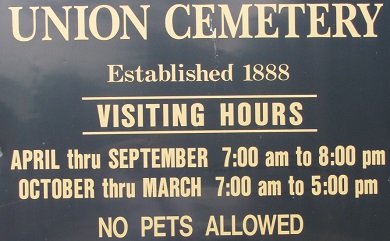 UNION CEMETERY
Established 1888
VISITING HOURS
APRIL thru SEPTEMBER 7:00 am to 8:00 pm
OCTOBER thru MARCH 7:00 am to 5:00 pm
NO PETS ALLOWED